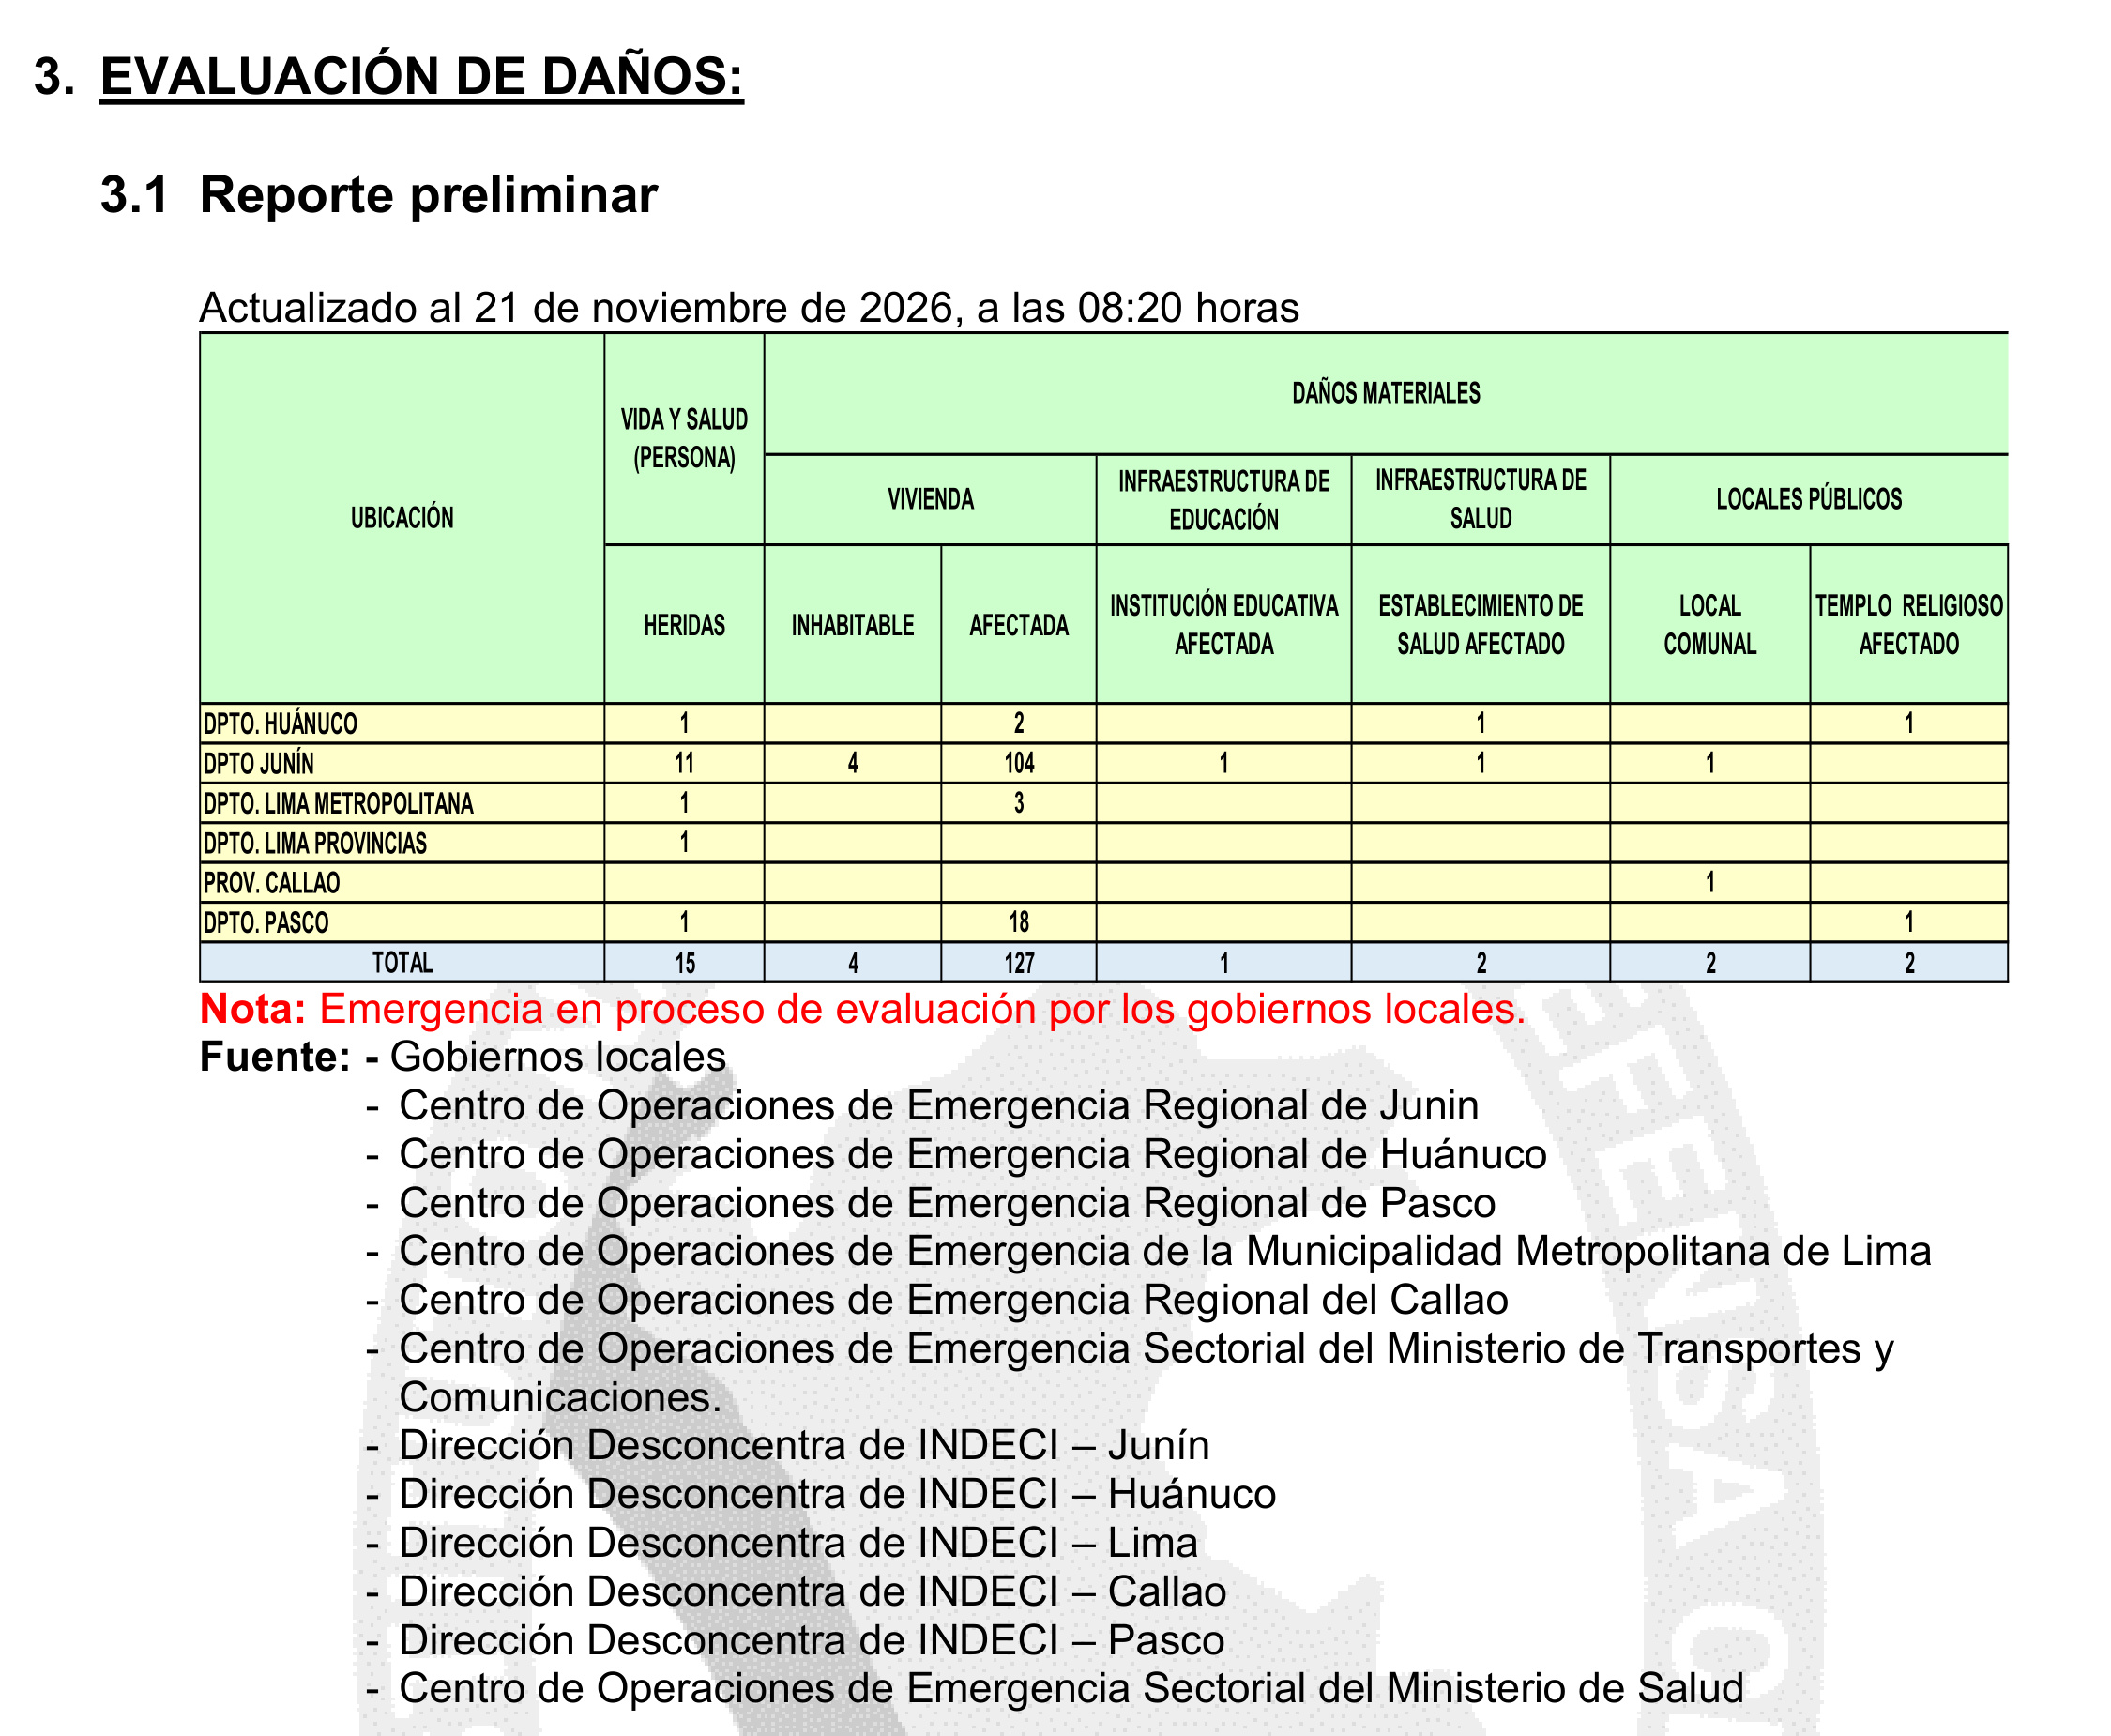 3. EVALUACIÓN DE DAÑOS:
3.1 Reporte preliminar
Actualizado al 21 de noviembre de 2026, a las 08:20 horas
UBICACIÓN
VIDA Y SALUD
(PERSONA)
DAÑOS MATERIALES
VIVIENDA
INFRAESTRUCTURA DE
EDUCACIÓN
INFRAESTRUCTURA DE
SALUD
LOCALES PÚBLICOS
HERIDAS
INHABITABLE
AFECTADA
INSTITUCIÓN EDUCATIVA
AFECTADA
ESTABLECIMIENTO DE
SALUD AFECTADO
LOCAL
COMUNAL
TEMPLO RELIGIOSO
AFECTADO
DPTO. HUÁNUCO 1 2 1 1
DPTO JUNÍN 11 4 104 1 1 1
DPTO. LIMA METROPOLITANA 1 3
DPTO. LIMA PROVINCIAS 1
PROV. CALLAO 1
DPTO. PASCO 1 18 1
TOTAL 15 4 127 1 2 2 2
Nota: Emergencia en proceso de evaluación por los gobiernos locales.
Fuente: - Gobiernos locales
- Centro de Operaciones de Emergencia Regional de Junin
- Centro de Operaciones de Emergencia Regional de Huánuco
- Centro de Operaciones de Emergencia Regional de Pasco
- Centro de Operaciones de Emergencia de la Municipalidad Metropolitana de Lima
- Centro de Operaciones de Emergencia Regional del Callao
- Centro de Operaciones de Emergencia Sectorial del Ministerio de Transportes y
Comunicaciones.
- Dirección Desconcentra de INDECI – Junín
- Dirección Desconcentra de INDECI – Huánuco
- Dirección Desconcentra de INDECI – Lima
- Dirección Desconcentra de INDECI – Callao
- Dirección Desconcentra de INDECI – Pasco
- Centro de Operaciones de Emergencia Sectorial del Ministerio de Salud